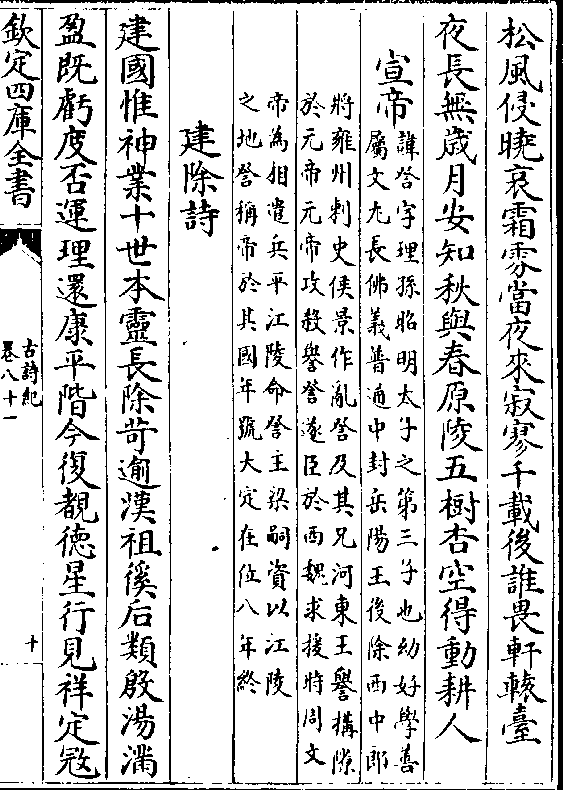 松風侵曉哀霜雰當夜來寂寥千載後誰畏軒轅臺
夜長無歲月安知秋與春原陵五樹杏空得動耕人
宣帝
諱詧字理孫昭明太子之第三子也幼好學善
屬文尤長佛義普通中封岳陽王後除西中郎
將雍州刺史侯景作亂詧及其兄河東王譽搆隙
於元帝元帝攻殺譽詧遂臣於西魏求援時周文
帝為相遣兵平江陵命詧主梁嗣資以江陵
之地詧稱帝於其國年號大定在位八年終
建除詩
建國惟神業十世本靈長除苛逾漢祖徯后類殷湯滿
盈既虧度否運理還康平階今復覩德星行見祥定冦
欽定四庫全書
古詩紀
卷八十一
十